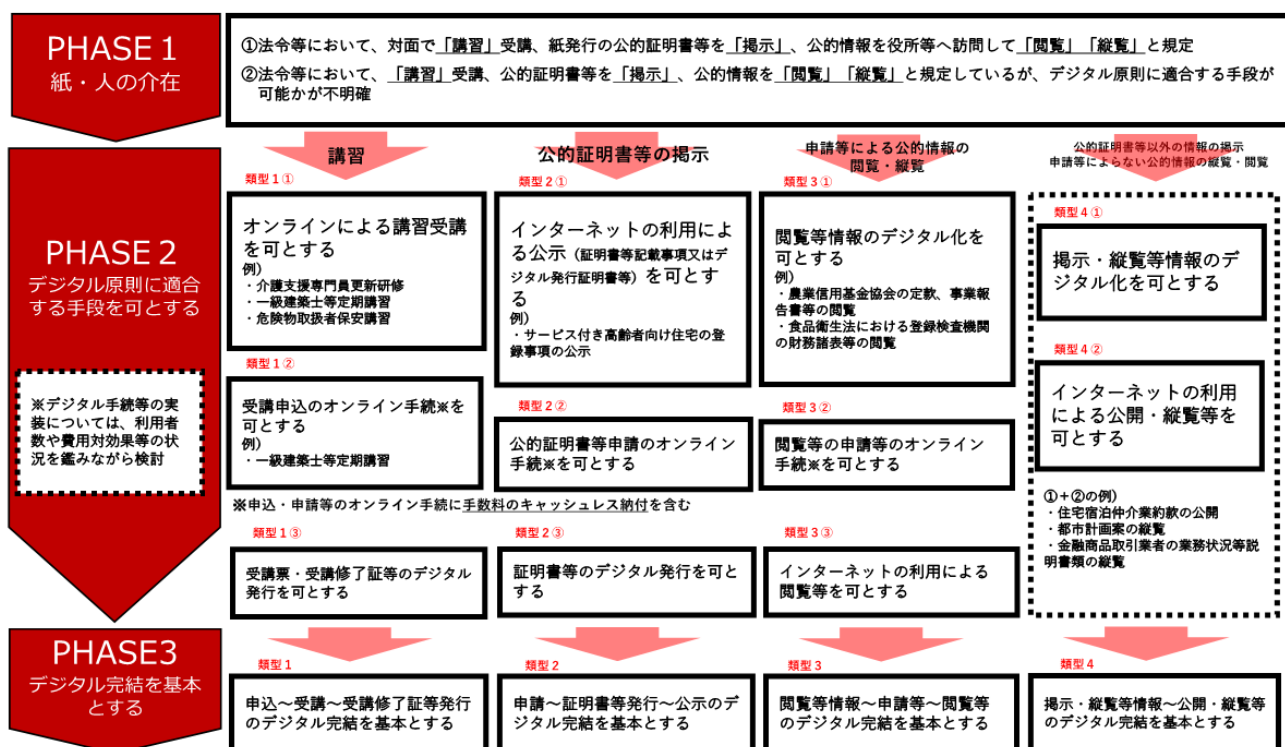 PHASE 1
紙・人の介在
①法令等において、対面で「講習」受講、紙発行の公的証明書等を「掲示」、公的情報を役所等へ訪問して「閲覧」「縦覧」と規定
②法令等において、「講習」受講、公的証明書等を「掲示」、公的情報を「閲覧」「縦覧」と規定しているが、デジタル原則に適合する手段が
可能かが不明確
PHASE 2
デジタル原則に適合
する手段を可とする
※デジタル手続等の実
装については、利用者
数や費用対効果等の状
況を鑑みながら検討
講習
類型1①
オンラインによる講習受講
を可とする
例）
・介護支援専門員更新研修
・一級建築士等定期講習
・危険物取扱者保安講習
類型1②
受講申込のオンライン手続※を
可とする
例）
・一級建築士等定期講習
公的証明書等の掲示
類型2①
インターネットの利用によ
る公示（証明書等記載事項又はデ
ジタル発行証明書等）を可とす
る
例）
・サービス付き高齢者向け住宅の登
録事項の公示
類型2②
公的証明書等申請のオンライン
手続※を可とする
申請等による公的情報の
閲覧・縦覧
類型3①
閲覧等情報のデジタル化を
可とする
例）
・農業信用基金協会の定款、事業報
告書等の閲覧
・食品衛生法における登録検査機関
の財務諸表等の閲覧
類型3②
閲覧等の申請等のオンライン
手続※を可とする
公的証明書等以外の情報の掲示
申請等によらない公的情報の縦覧・閲覧
類型4①
掲示・縦覧等情報のデ
ジタル化を可とする
類型4②
インターネットの利用
による公開・縦覧等を
可とする
①＋②の例）
・住宅宿泊仲介業約款の公開
・都市計画案の縦覧
・金融商品取引業者の業務状況等説
明書類の縦覧
※申込・申請等のオンライン手続に手数料のキャッシュレス納付を含む
類型1③
受講票・受講修了証等のデジタル
発行を可とする
類型2③
証明書等のデジタル発行を可と
する
類型3③
インターネットの利用による
閲覧等を可とする
PHASE3
デジタル完結を基本
とする
類型1
申込～受講～受講修了証等発行
のデジタル完結を基本とする
類型2
申請～証明書等発行～公示のデ
ジタル完結を基本とする
類型3
閲覧等情報～申請等～閲覧等
のデジタル完結を基本とする
類型4
掲示・縦覧等情報～公開・縦覧等
のデジタル完結を基本とする